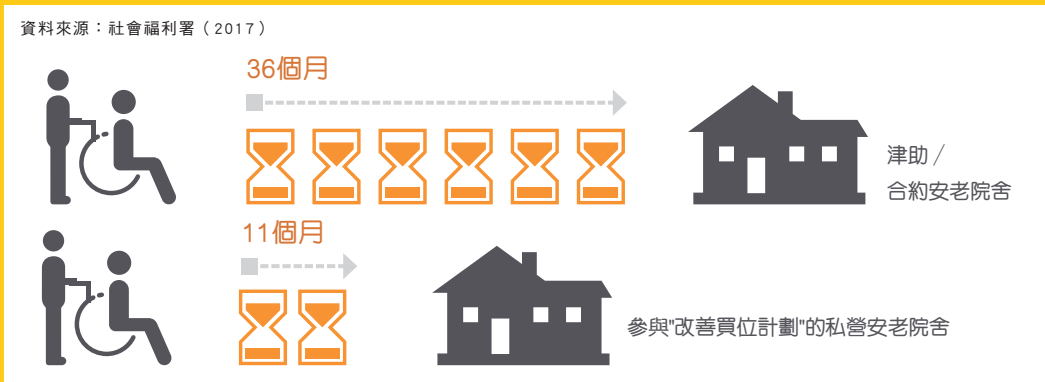 資料來源：社會福利署（2017）
36個月
津助 /
合約安老院舍
11個月
參與"改善買位計劃"的私營安老院舍